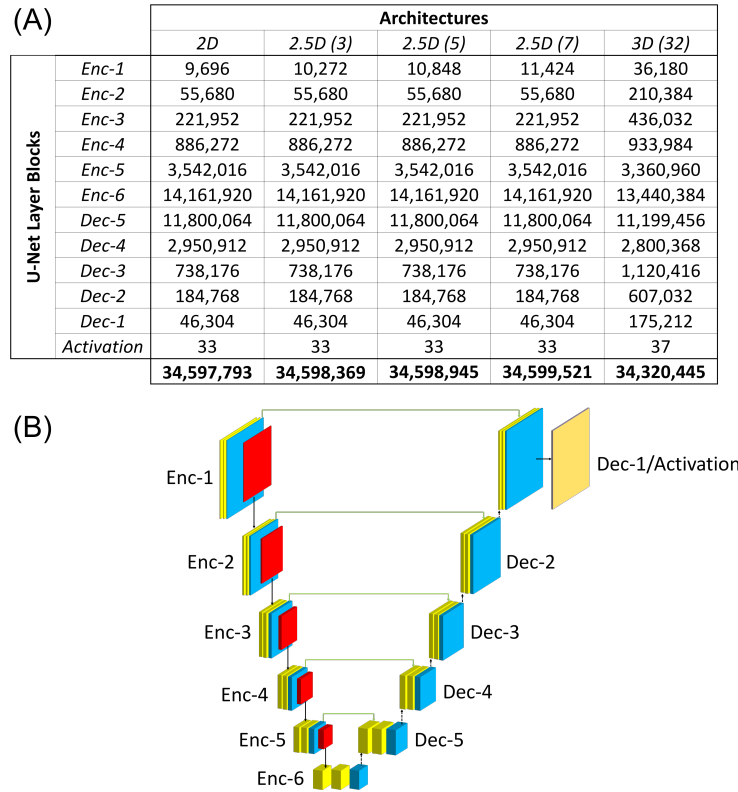 (A)
Architectures
2D 2.5D (3) 2.5D (5) 2.5D (7) 3D (32)
U-Net Layer Blocks
Enc-1 9,696 10,272 10,848 11,424 36,180
Enc-2 55,680 55,680 55,680 55,680 210,384
Enc-3 221,952 221,952 221,952 221,952 436,032
Enc-4 886,272 886,272 886,272 886,272 933,984
Enc-5 3,542,016 3,542,016 3,542,016 3,542,016 3,360,960
Enc-6 14,161,920 14,161,920 14,161,920 14,161,920 13,440,384
Dec-5 11,800,064 11,800,064 11,800,064 11,800,064 11,199,456
Dec-4 2,950,912 2,950,912 2,950,912 2,950,912 2,800,368
Dec-3 738,176 738,176 738,176 738,176 1,120,416
Dec-2 184,768 184,768 184,768 184,768 607,032
Dec-1 46,304 46,304 46,304 46,304 175,212
Activation 33 33 33 33 37
34,597,793 34,598,369 34,598,945 34,599,521 34,320,445
(B)
Enc-1
Dec-1/Activation
Enc-2
Dec-2
Enc-3
Dec-3
Enc-4
Dec-4
Enc-5
Dec-5
Enc-6